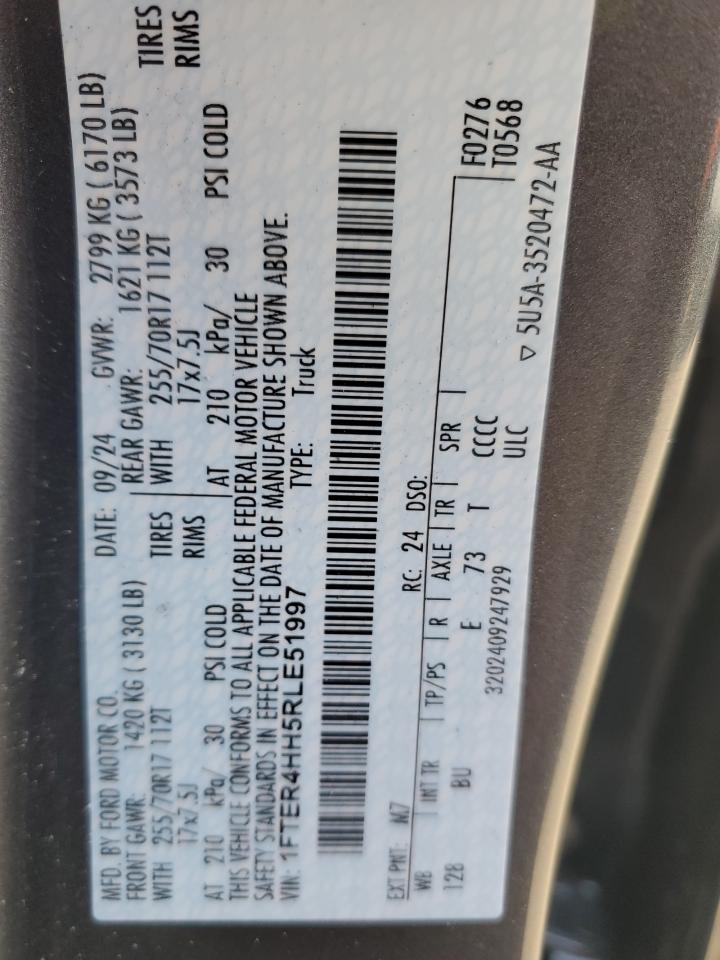 MFD. BY FORD MOTOR CO. DATE: 09/24 GVWR: 2799 KG ( 6170 LB)
FRONT GAWR: 1420 KG ( 3130 LB) REAR GAWR: 1621 KG ( 3573 LB)
WITH 255/70R17 112T TIRES WITH 255/70R17 112T TIRES
17x7.5J RIMS 17x7.5J RIMS
AT 210 kPa/ 30 PSI COLD AT 210 kPa/ 30 PSI COLD
THIS VEHICLE CONFORMS TO ALL APPLICABLE FEDERAL MOTOR VEHICLE
SAFETY STANDARDS IN EFFECT ON THE DATE OF MANUFACTURE SHOWN ABOVE.
VIN: 1FTER4HH5RLE51997 TYPE: Truck
EXT PNT: M7 RC: 24 DSO: F0276
WB INT TR TP/PS R AXLE TR SPR T0568
128 BU E 73 T CCCC
3202409247929 ULC ▽ 5U5A-3520472-AA